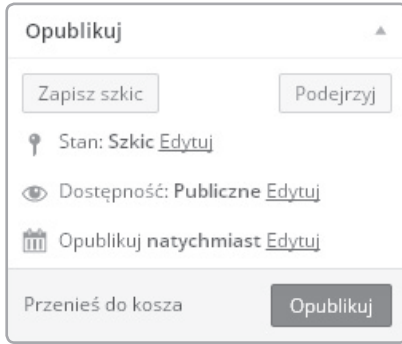 Opublikuj
Zapisz szkic Podejrzyj
Stan: Szkic Edytuj
Dostępność: Publiczne Edytuj
Opublikuj natychmiast Edytuj
Przenieś do kosza Opublikuj